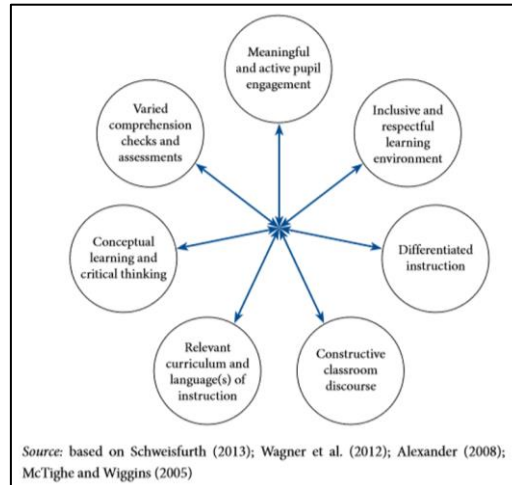 Meaningful
and active pupil
engagement
Inclusive and
respectful
learning
environment
Differentiated
instruction
Constructive
classroom
discourse
Relevant
curriculum and
language(s) of
instruction
Conceptual
learning and
critical thinking
Varied
comprehension
checks and
assessments
Source: based on Schweisfurth (2013); Wagner et al. (2012); Alexander (2008);
McTighe and Wiggins (2005)